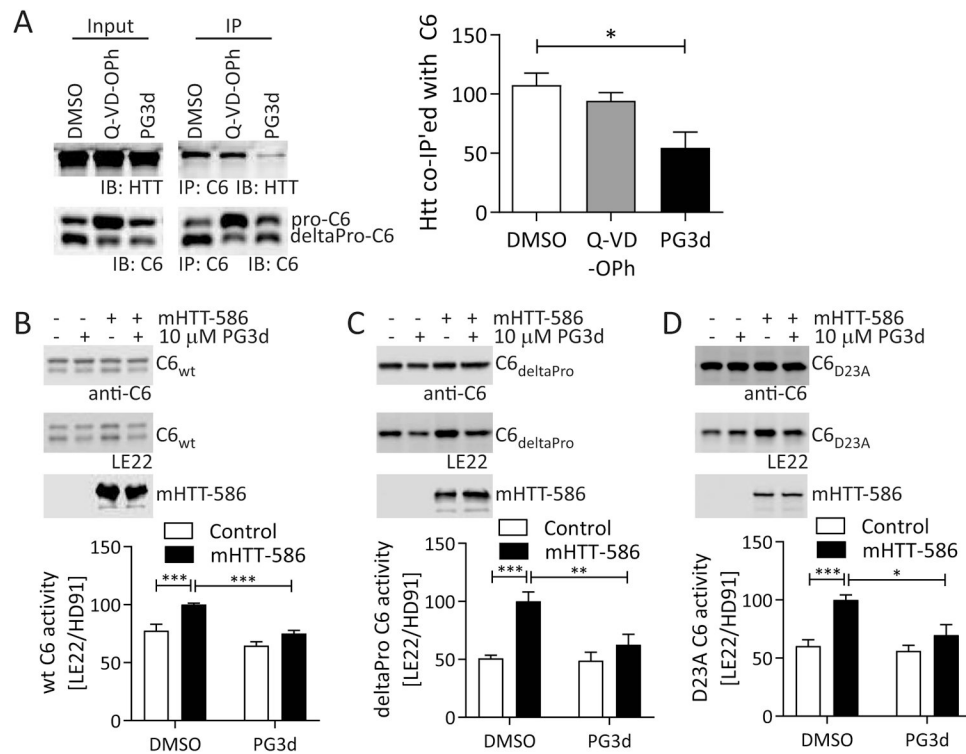 A
Input IP
DMSO
Q-VD-OPh
PG3d
DMSO
Q-VD-OPh
PG3d
IB: HTT IP: C6 IB: HTT
pro-C6
deltaPro-C6
IB: C6 IP: C6 IB: C6
Htt co-IP'ed with C6
150
100
50
0
*
DMSO Q-VD PG3d
-OPh
B
- - + + mHTT-586
- + - + 10 μM PG3d
C6wt
anti-C6
C6wt
LE22
mHTT-586
Control
mHTT-586
wt C6 activity
[LE22/HD91]
100
50
0
*** ***
DMSO PG3d
C
- - + + mHTT-586
- + - + 10 μM PG3d
C6deltaPro
anti-C6
C6deltaPro
LE22
mHTT-586
Control
mHTT-586
deltaPro C6 activity
[LE22/HD91]
150
100
50
0
*** **
DMSO PG3d
D
- - + + mHTT-586
- + - + 10 μM PG3d
C6D23A
anti-C6
C6D23A
LE22
mHTT-586
Control
mHTT-586
D23A C6 activity
[LE22/HD91]
150
100
50
0
*** *
DMSO PG3d